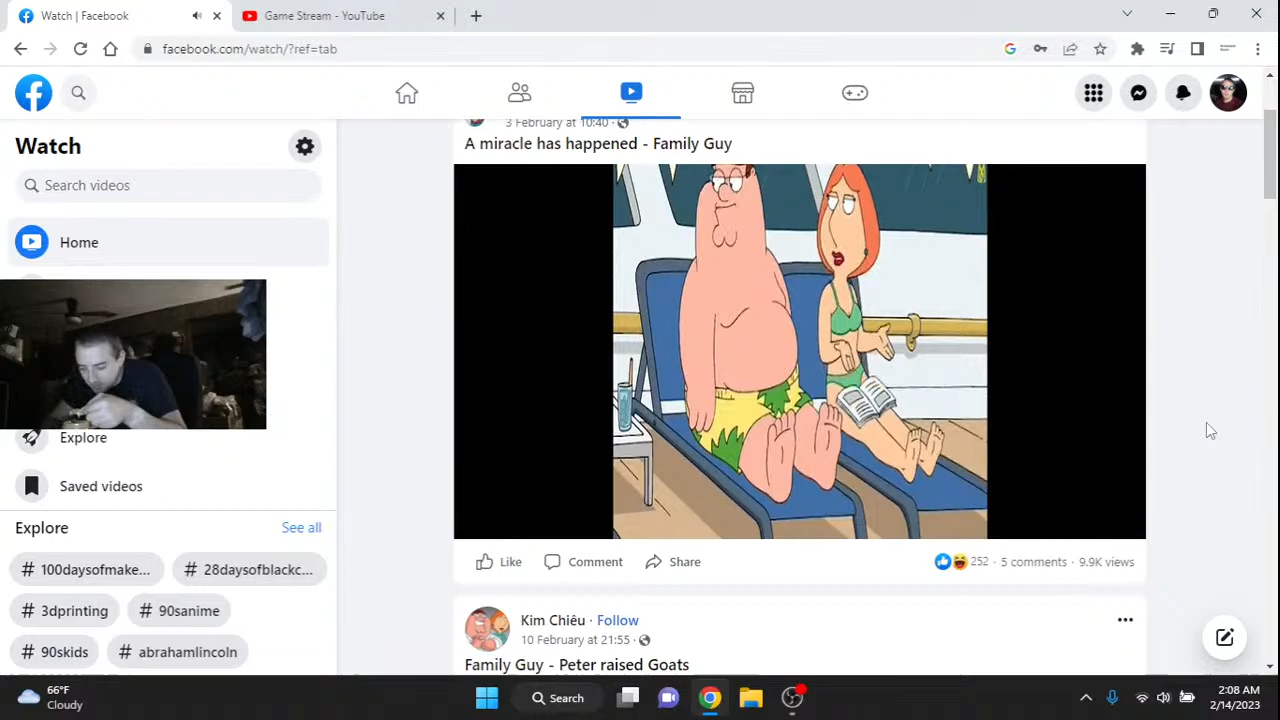 Watch | Facebook
Game Stream - YouTube
facebook.com/watch/?ref=tab
Watch
Search videos
Home
Explore
Saved videos
Explore
See all
# 100daysofmake...
# 28daysofblackc...
# 3dprinting
# 90sanime
# 90skids
# abrahamlincoln
3 February at 10:40 ·
A miracle has happened - Family Guy
Like
Comment
Share
252 · 5 comments · 9.9K views
Kim Chiêu · Follow
10 February at 21:55 ·
Family Guy - Peter raised Goats
66°F
Cloudy
Search
2:08 AM
2/14/2023